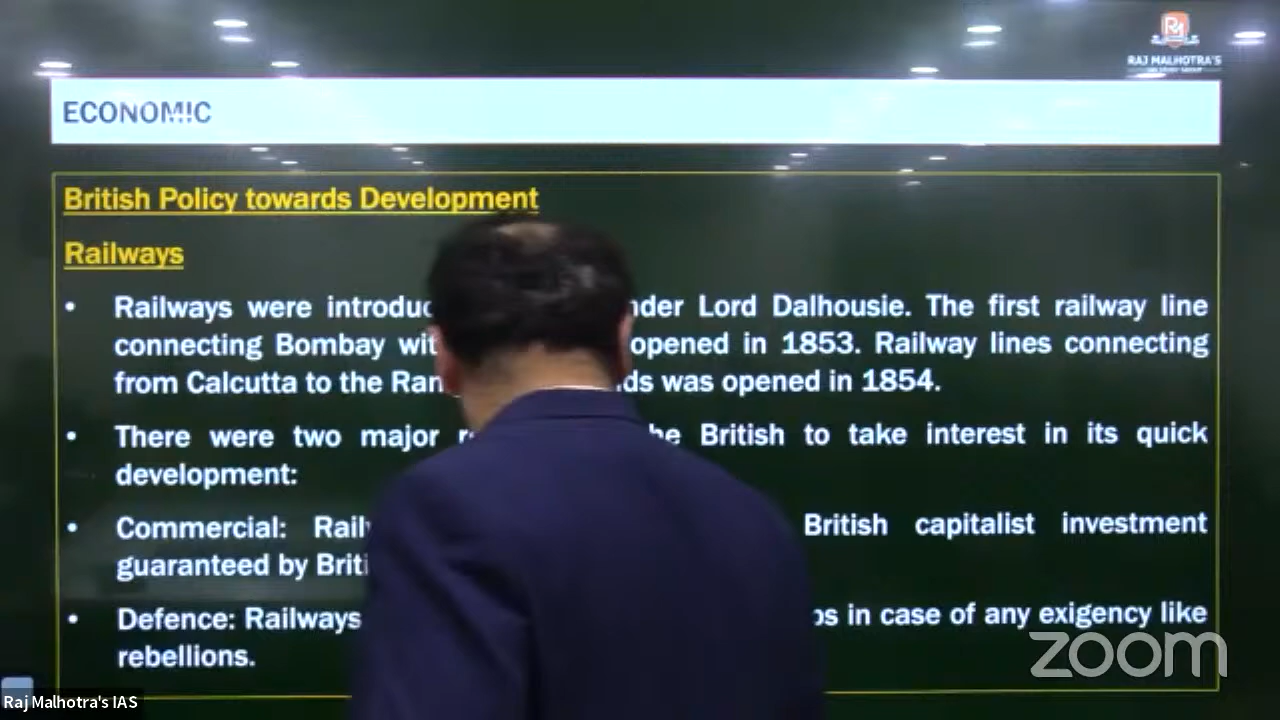 RAJ MALHOTRA'S
ECONOMIC
British Policy towards Development
Railways
• Railways were introduc nder Lord Dalhousie. The first railway line
connecting Bombay wit opened in 1853. Railway lines connecting
from Calcutta to the Ran ds was opened in 1854.
• There were two major r he British to take interest in its quick
development:
• Commercial: Rail British capitalist investment
guaranteed by Briti
• Defence: Railways ps in case of any exigency like
rebellions.
zoom
Raj Malhotra's IAS